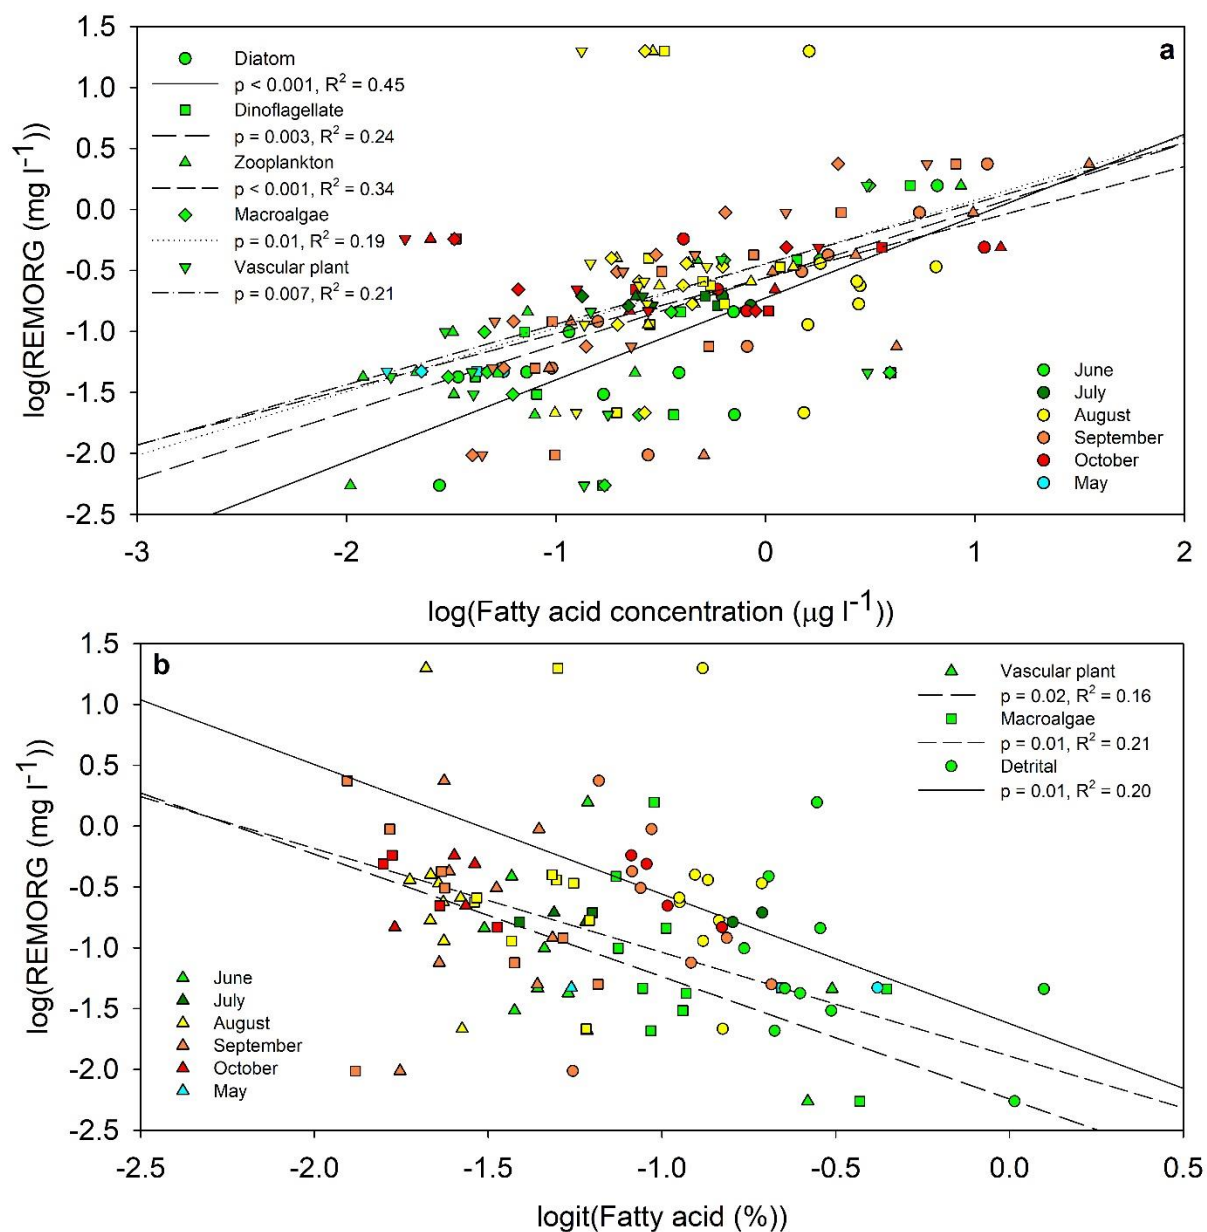 a
1.5
1.0
0.5
0.0
-0.5
-1.0
-1.5
-2.0
-2.5
log(REMORG (mg l-1))
Diatom
p < 0.001, R2 = 0.45
Dinoflagellate
p = 0.003, R2 = 0.24
Zooplankton
p < 0.001, R2 = 0.34
Macroalgae
p = 0.01, R2 = 0.19
Vascular plant
p = 0.007, R2 = 0.21
June
July
August
September
October
May
-3 -2 -1 0 1 2
log(Fatty acid concentration (μg l-1))
b
1.5
1.0
0.5
0.0
-0.5
-1.0
-1.5
-2.0
-2.5
log(REMORG (mg l-1))
Vascular plant
p = 0.02, R2 = 0.16
Macroalgae
p = 0.01, R2 = 0.21
Detrital
p = 0.01, R2 = 0.20
June
July
August
September
October
May
-2.5 -2.0 -1.5 -1.0 -0.5 0.0 0.5
logit(Fatty acid (%))